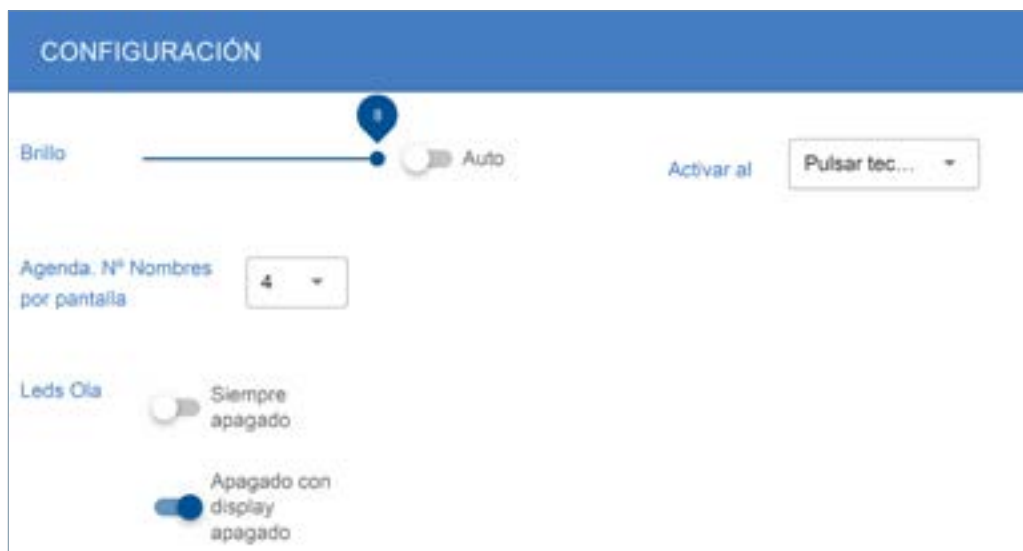 CONFIGURACIÓN
Brillo
Auto
Activar al
Pulsar tec...
Agenda. Nº Nombres
por pantalla
4
Leds Ola
Siempre
apagado
Apagado con
display
apagado